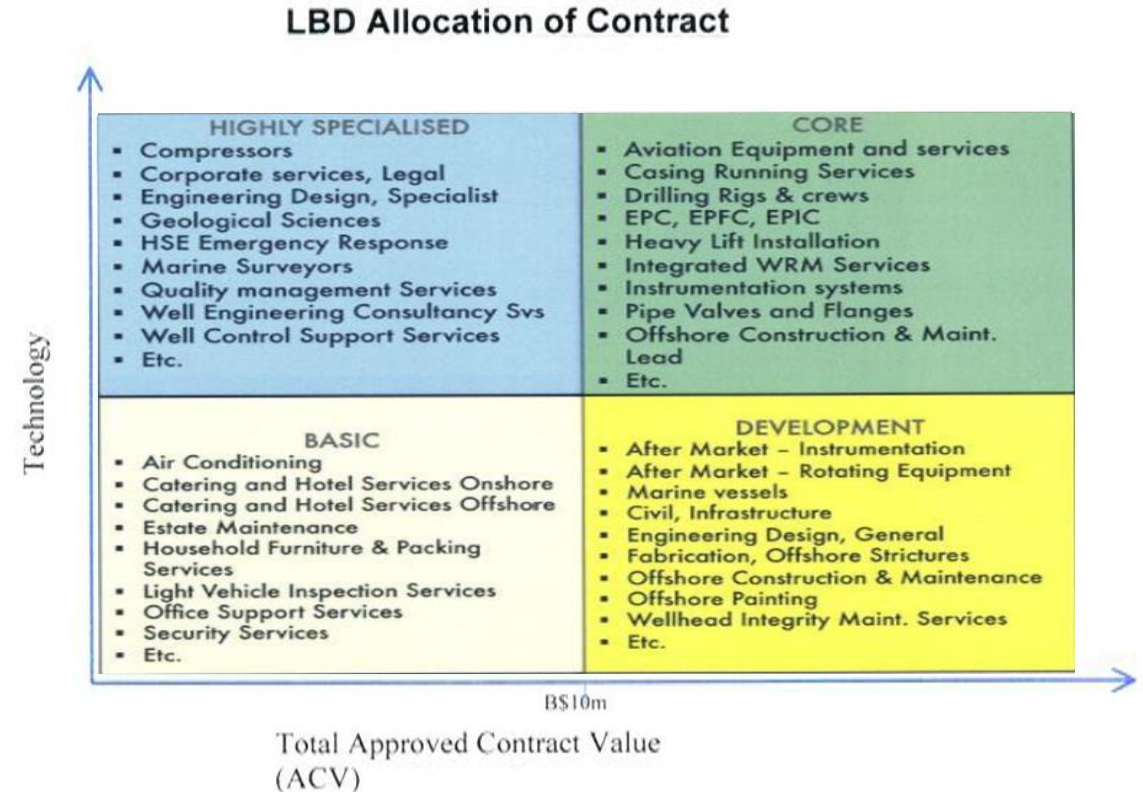 LBD Allocation of Contract
Technology
HIGHLY SPECIALISED
▪ Compressors
▪ Corporate services, Legal
▪ Engineering Design, Specialist
▪ Geological Sciences
▪ HSE Emergency Response
▪ Marine Surveyors
▪ Quality management Services
▪ Well Engineering Consultancy Svs
▪ Well Control Support Services
▪ Etc.
CORE
▪ Aviation Equipment and services
▪ Casing Running Services
▪ Drilling Rigs & crews
▪ EPC, EPFC, EPIC
▪ Heavy Lift Installation
▪ Integrated WRM Services
▪ Instrumentation systems
▪ Pipe Valves and Flanges
▪ Offshore Construction & Maint.
Lead
▪ Etc.
BASIC
▪ Air Conditioning
▪ Catering and Hotel Services Onshore
▪ Catering and Hotel Services Offshore
▪ Estate Maintenance
▪ Household Furniture & Packing
Services
▪ Light Vehicle Inspection Services
▪ Office Support Services
▪ Security Services
▪ Etc.
DEVELOPMENT
▪ After Market – Instrumentation
▪ After Market – Rotating Equipment
▪ Marine vessels
▪ Civil, Infrastructure
▪ Engineering Design, General
▪ Fabrication, Offshore Strictures
▪ Offshore Construction & Maintenance
▪ Offshore Painting
▪ Wellhead Integrity Maint. Services
▪ Etc.
B$10m
Total Approved Contract Value
(ACV)